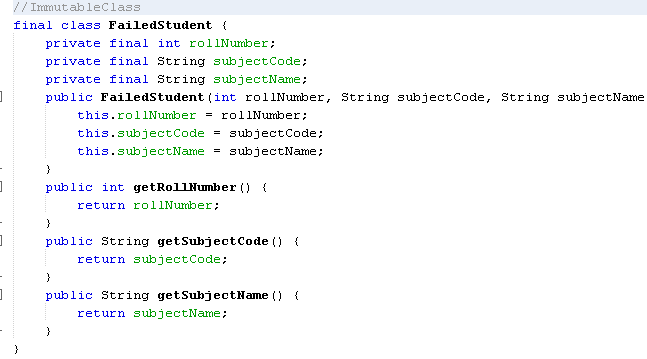 //ImmutableClass
final class FailedStudent {
    private final int rollNumber;
    private final String subjectCode;
    private final String subjectName;
    public FailedStudent(int rollNumber, String subjectCode, String subjectName
        this.rollNumber = rollNumber;
        this.subjectCode = subjectCode;
        this.subjectName = subjectName;
    }
    public int getRollNumber() {
        return rollNumber;
    }
    public String getSubjectCode() {
        return subjectCode;
    }
    public String getSubjectName() {
        return subjectName;
    }
}